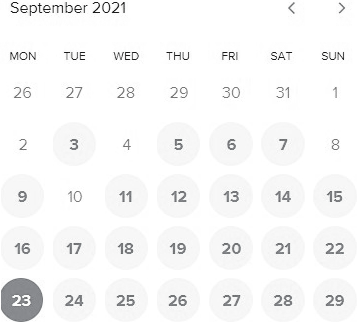 September 2021
MON TUE WED THU FRI SAT SUN
26 27 28 29 30 31 1
2 3 4 5 6 7 8
9 10 11 12 13 14 15
16 17 18 19 20 21 22
23 24 25 26 27 28 29